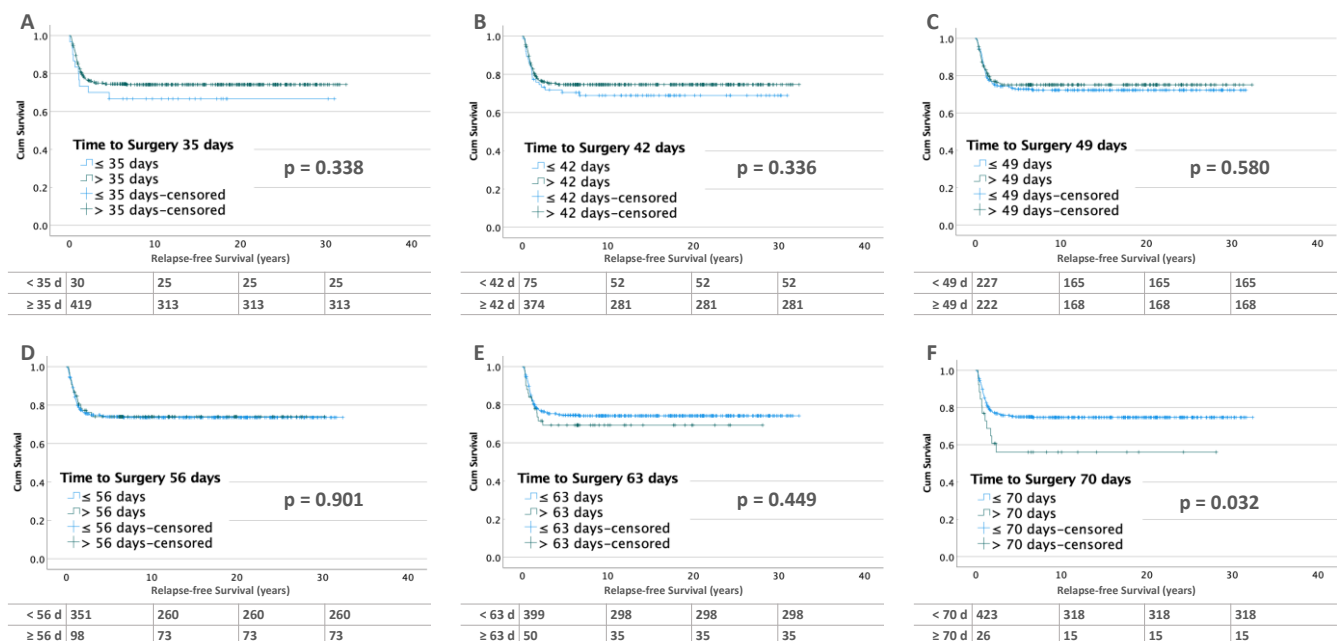 A
1.0
0.8
0.6
0.4
0.2
0.0
Cum Survival
Time to Surgery 35 days
≤ 35 days
> 35 days
≤ 35 days-censored
> 35 days-censored
p = 0.338
0 10 20 30 40
Relapse-free Survival (years)
< 35 d 30 25 25 25
≥ 35 d 419 313 313 313
B
1.0
0.8
0.6
0.4
0.2
0.0
Cum Survival
Time to Surgery 42 days
≤ 42 days
> 42 days
≤ 42 days-censored
> 42 days-censored
p = 0.336
0 10 20 30 40
Relapse-free Survival (years)
< 42 d 75 52 52 52
≥ 42 d 374 281 281 281
C
1.0
0.8
0.6
0.4
0.2
0.0
Cum Survival
Time to Surgery 49 days
≤ 49 days
> 49 days
≤ 49 days-censored
> 49 days-censored
p = 0.580
0 10 20 30 40
Relapse-free Survival (years)
< 49 d 227 165 165 165
≥ 49 d 222 168 168 168
D
1.0
0.8
0.6
0.4
0.2
0.0
Cum Survival
Time to Surgery 56 days
≤ 56 days
> 56 days
≤ 56 days-censored
> 56 days-censored
p = 0.901
0 10 20 30 40
Relapse-free Survival (years)
< 56 d 351 260 260 260
≥ 56 d 98 73 73 73
E
1.0
0.8
0.6
0.4
0.2
0.0
Cum Survival
Time to Surgery 63 days
≤ 63 days
> 63 days
≤ 63 days-censored
> 63 days-censored
p = 0.449
0 10 20 30 40
Relapse-free Survival (years)
< 63 d 399 298 298 298
≥ 63 d 50 35 35 35
F
1.0
0.8
0.6
0.4
0.2
0.0
Cum Survival
Time to Surgery 70 days
≤ 70 days
> 70 days
≤ 70 days-censored
> 70 days-censored
p = 0.032
0 10 20 30 40
Relapse-free Survival (years)
< 70 d 423 318 318 318
≥ 70 d 26 15 15 15